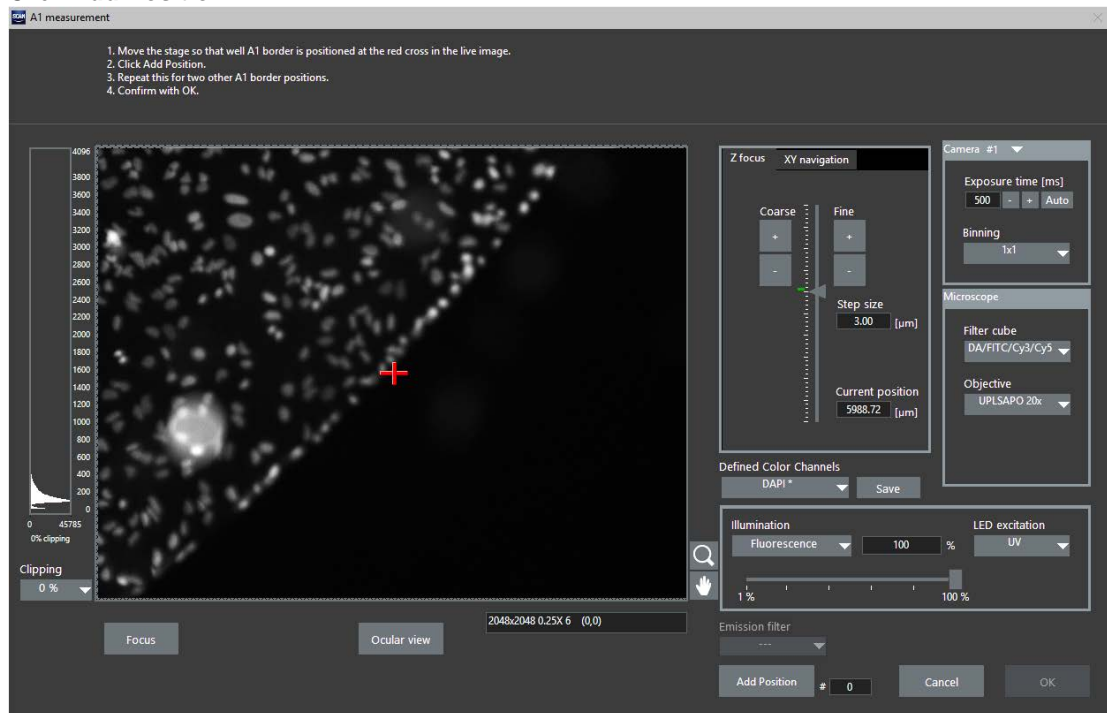 SCAN A1 measurement
1. Move the stage so that well A1 border is positioned at the red cross in the live image.
2. Click Add Position.
3. Repeat this for two other A1 border positions.
4. Confirm with OK.
4096
3800
3600
3400
3200
3000
2800
2600
2400
2200
2000
1800
1600
1400
1200
1000
800
600
400
200
0
0 45785
0% clipping
Clipping
0 %
Focus
Ocular view
2048x2048 0.25X 6 (0,0)
Z focus XY navigation
Coarse Fine
+ +
- -
Step size
3.00 [µm]
Current position
5988.72 [µm]
Camera #1
Exposure time [ms]
500 - + Auto
Binning
1x1
Microscope
Filter cube
DA/FITC/Cy3/Cy5
Objective
UPLSAPO 20x
Defined Color Channels
DAPI * Save
Illumination LED excitation
Fluorescence 100 % UV
1 % 100 %
Emission filter
---
Add Position # 0 Cancel OK